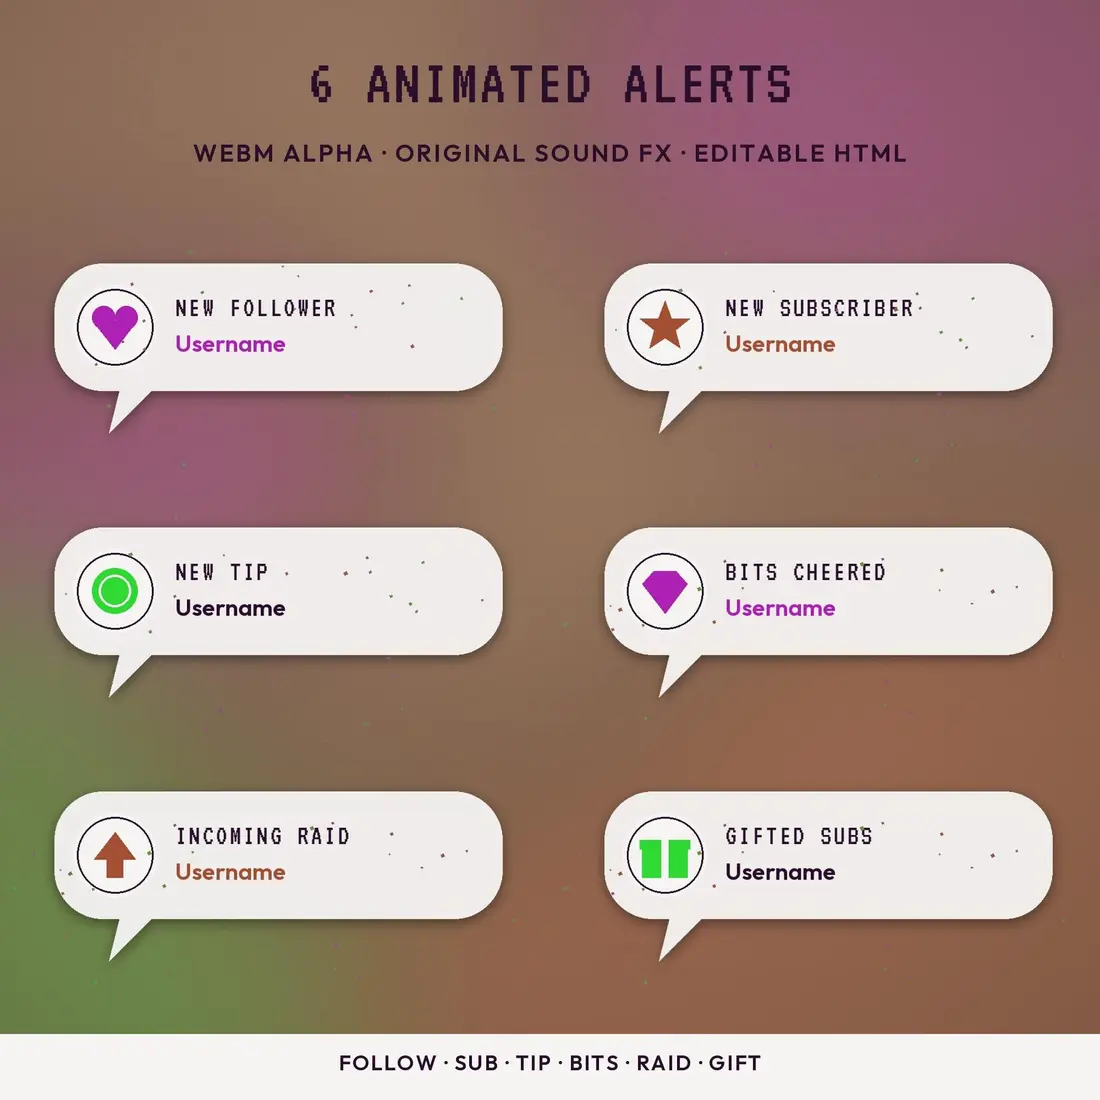 6 ANIMATED ALERTS
WEBM ALPHA · ORIGINAL SOUND FX · EDITABLE HTML
NEW FOLLOWER
Username
NEW SUBSCRIBER
Username
NEW TIP
Username
BITS CHEERED
Username
INCOMING RAID
Username
GIFTED SUBS
Username
FOLLOW · SUB · TIP · BITS · RAID · GIFT